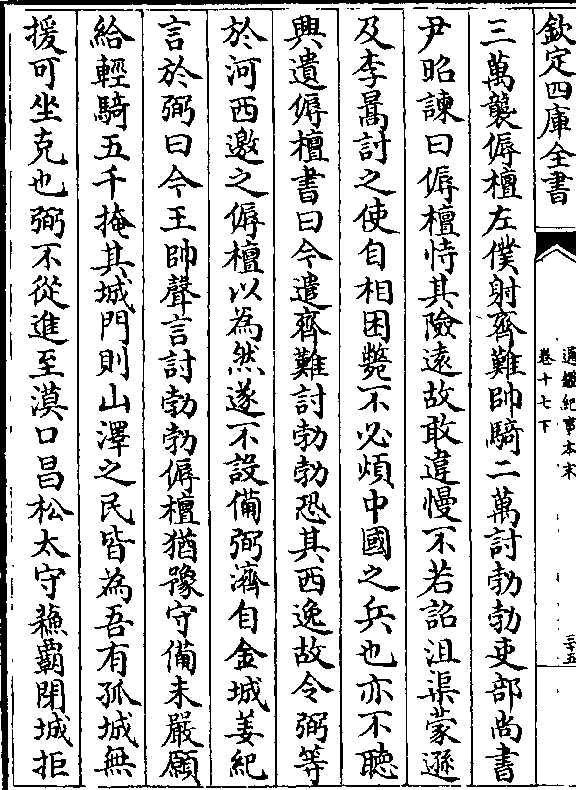 欽定四庫全書
通鑑紀事本末
卷十七下
三十五
三萬襲傉檀左僕射齊難帥騎二萬討勃勃吏部尚書
尹昭諫曰傉檀恃其險遠故敢違慢不若詔沮渠蒙遜
及李暠討之使自相困斃不必煩中國之兵也亦不聽
興遺傉檀書曰今遣齊難討勃勃恐其西逸故令弼等
於河西邀之傉檀以為然遂不設備弼濟自金城姜紀
言於弼曰今王師聲言討勃勃傉檀猶豫守備未嚴願
給輕騎五千掩其城門則山澤之民皆為吾有孤城無
援可坐克也弼不從進至漠口昌松太守蘓霸閉城拒